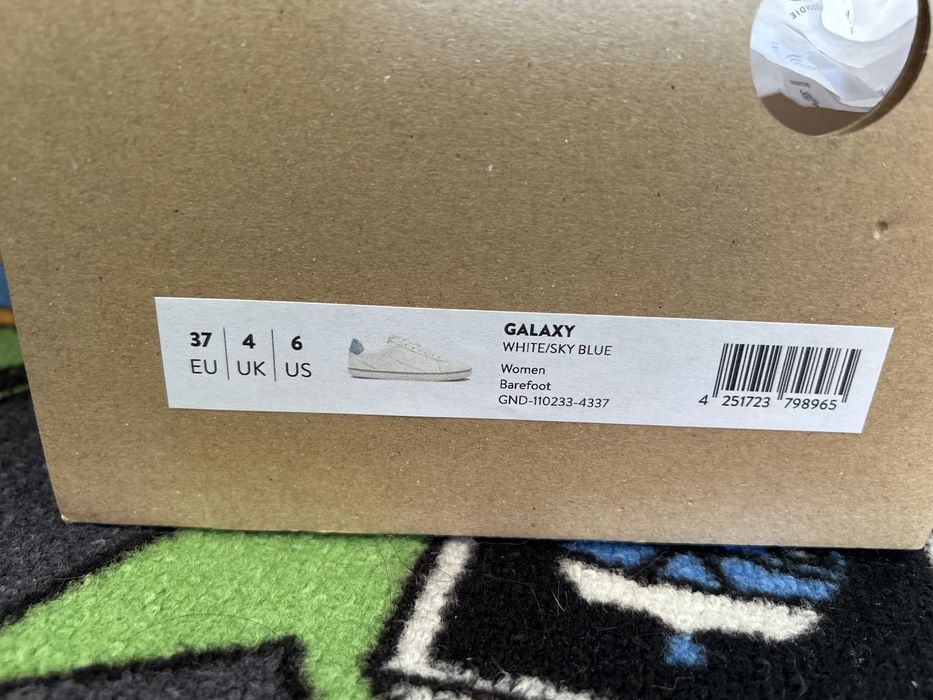 37 4 6
EU UK US
GALAXY
WHITE/SKY BLUE
Women
Barefoot
GND-110233-4337
4 251723 798965